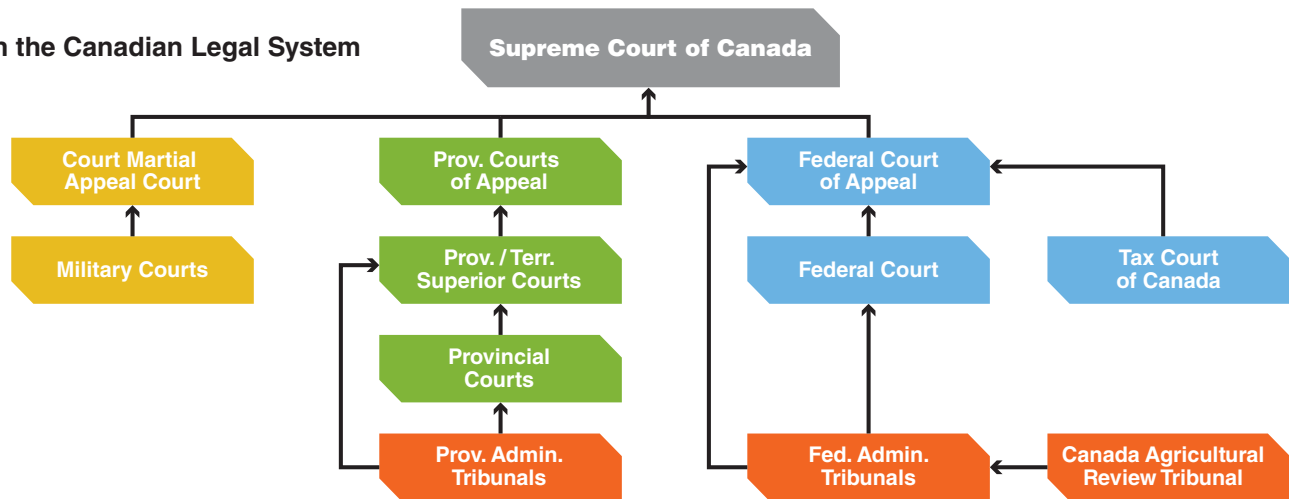 the Canadian Legal System
Supreme Court of Canada
Court Martial
Appeal Court
Prov. Courts
of Appeal
Federal Court
of Appeal
Military Courts
Prov. / Terr.
Superior Courts
Federal Court
Tax Court
of Canada
Provincial
Courts
Prov. Admin.
Tribunals
Fed. Admin.
Tribunals
Canada Agricultural
Review Tribunal